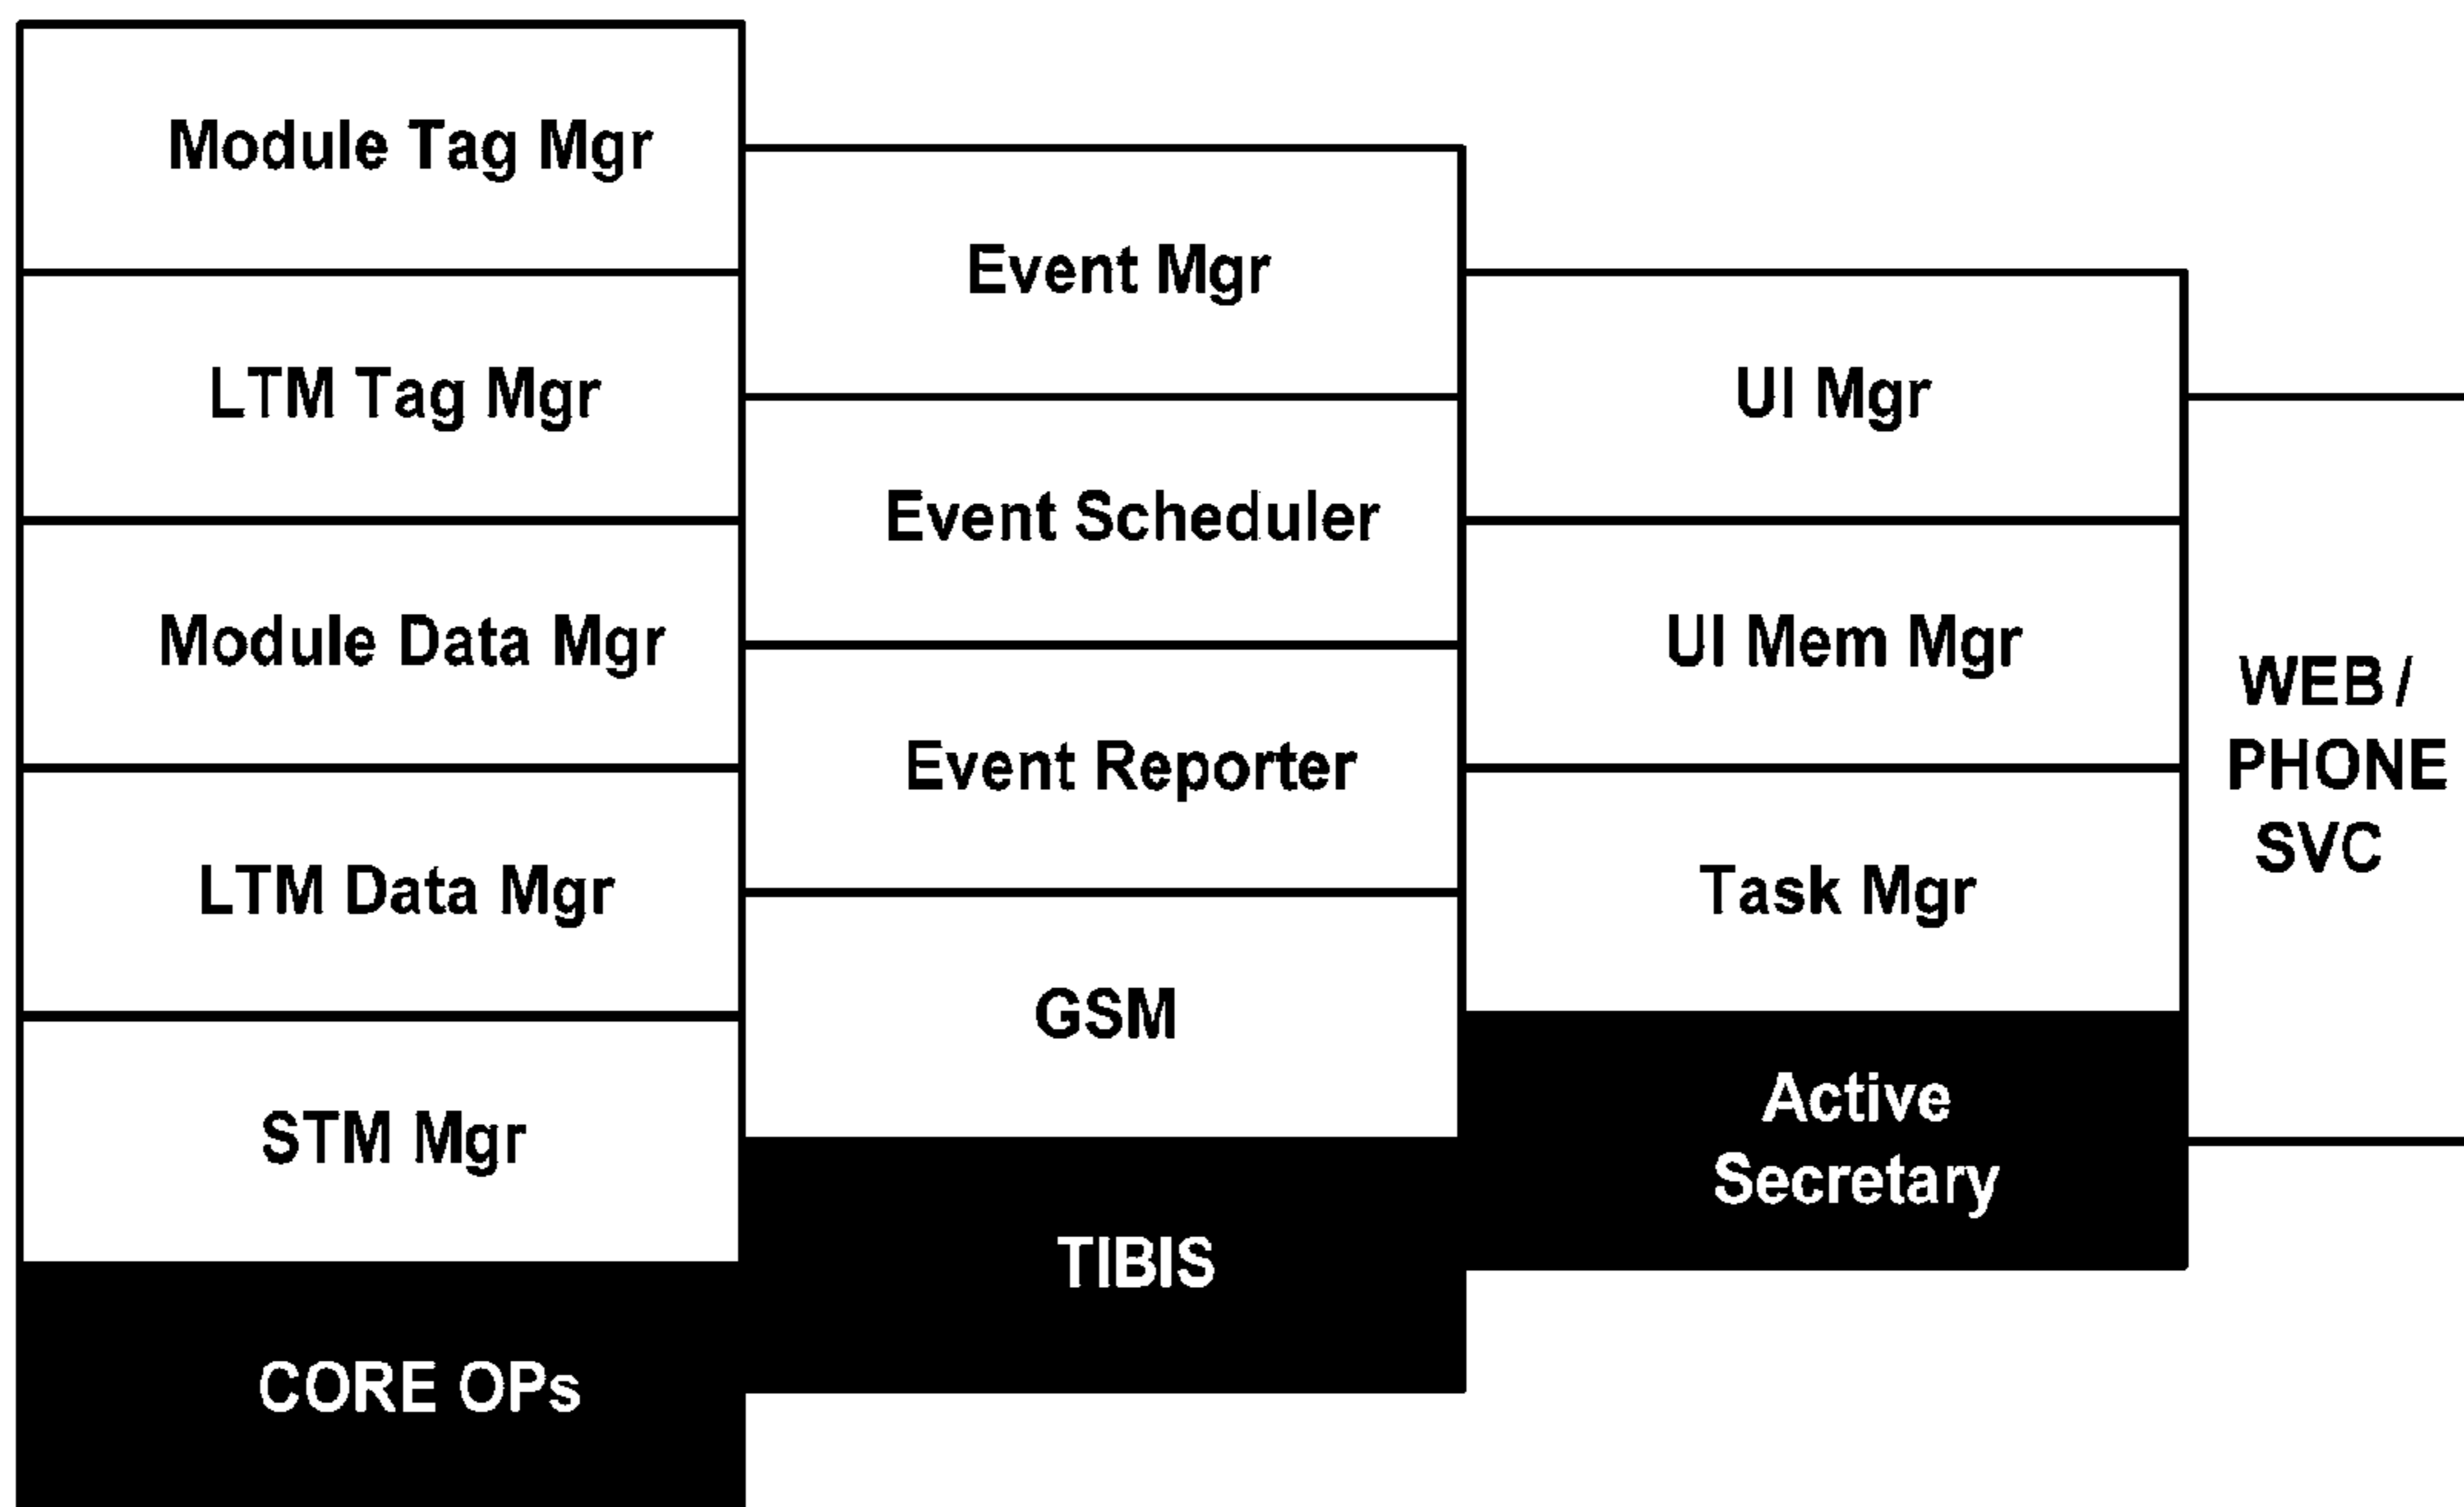 Module Tag Mgr
LTM Tag Mgr
Module Data Mgr
LTM Data Mgr
STM Mgr
CORE OPs
Event Mgr
Event Scheduler
Event Reporter
GSM
TIBIS
UI Mgr
UI Mem Mgr
Task Mgr
Active
Secretary
WEB /
PHONE
SVC